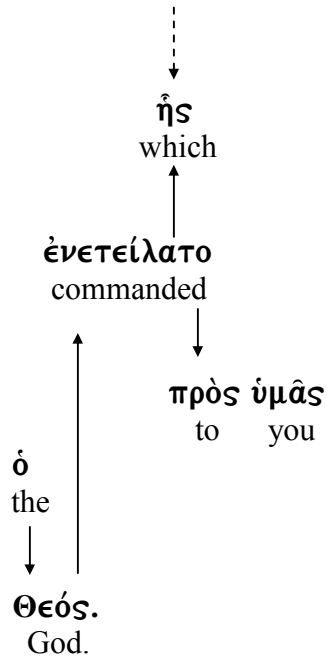 ἧς
which
ἐνετείλατο
commanded
πρὸς ὑμᾶς
to you
ὁ
the
Θεός.
God.